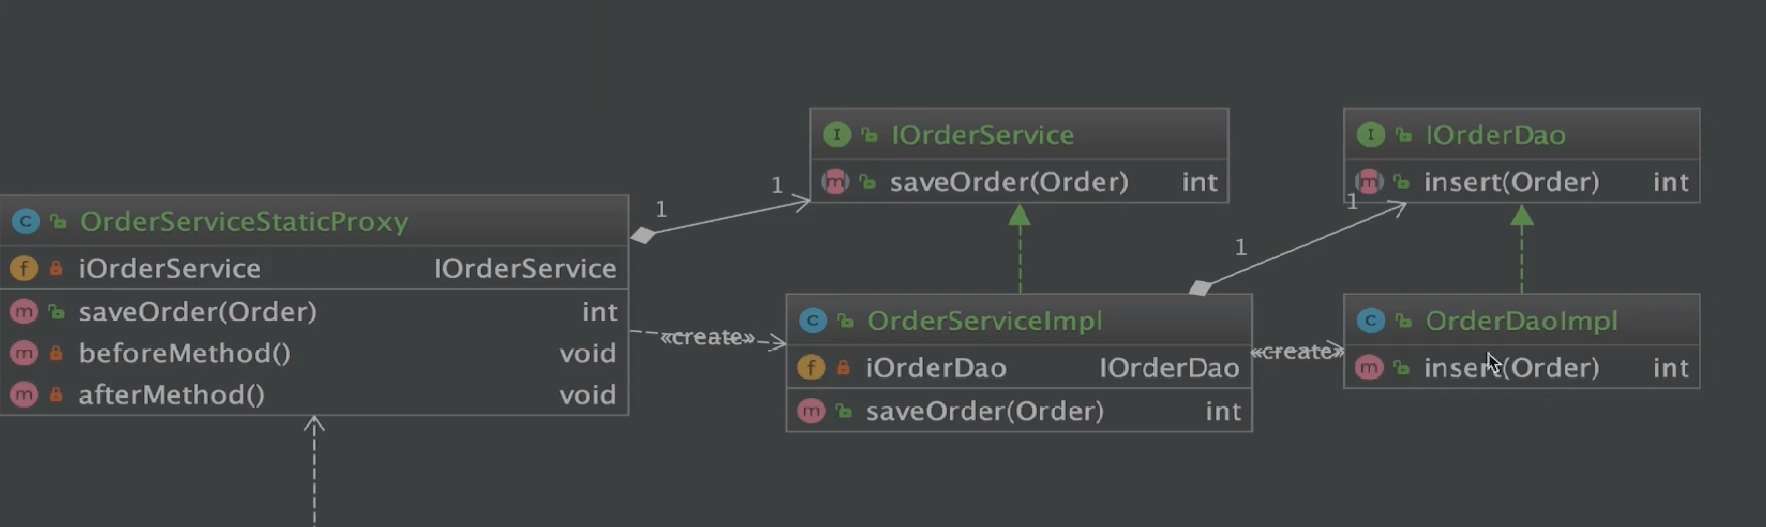 OrderServiceStaticProxy
iOrderService IOrderService
saveOrder(Order) int
beforeMethod() void
afterMethod() void
1
1
«create»
IOrderService
saveOrder(Order) int
OrderServiceImpl
iOrderDao IOrderDao
saveOrder(Order) int
1
1
«create»
IOrderDao
insert(Order) int
OrderDaoImpl
insert(Order) int